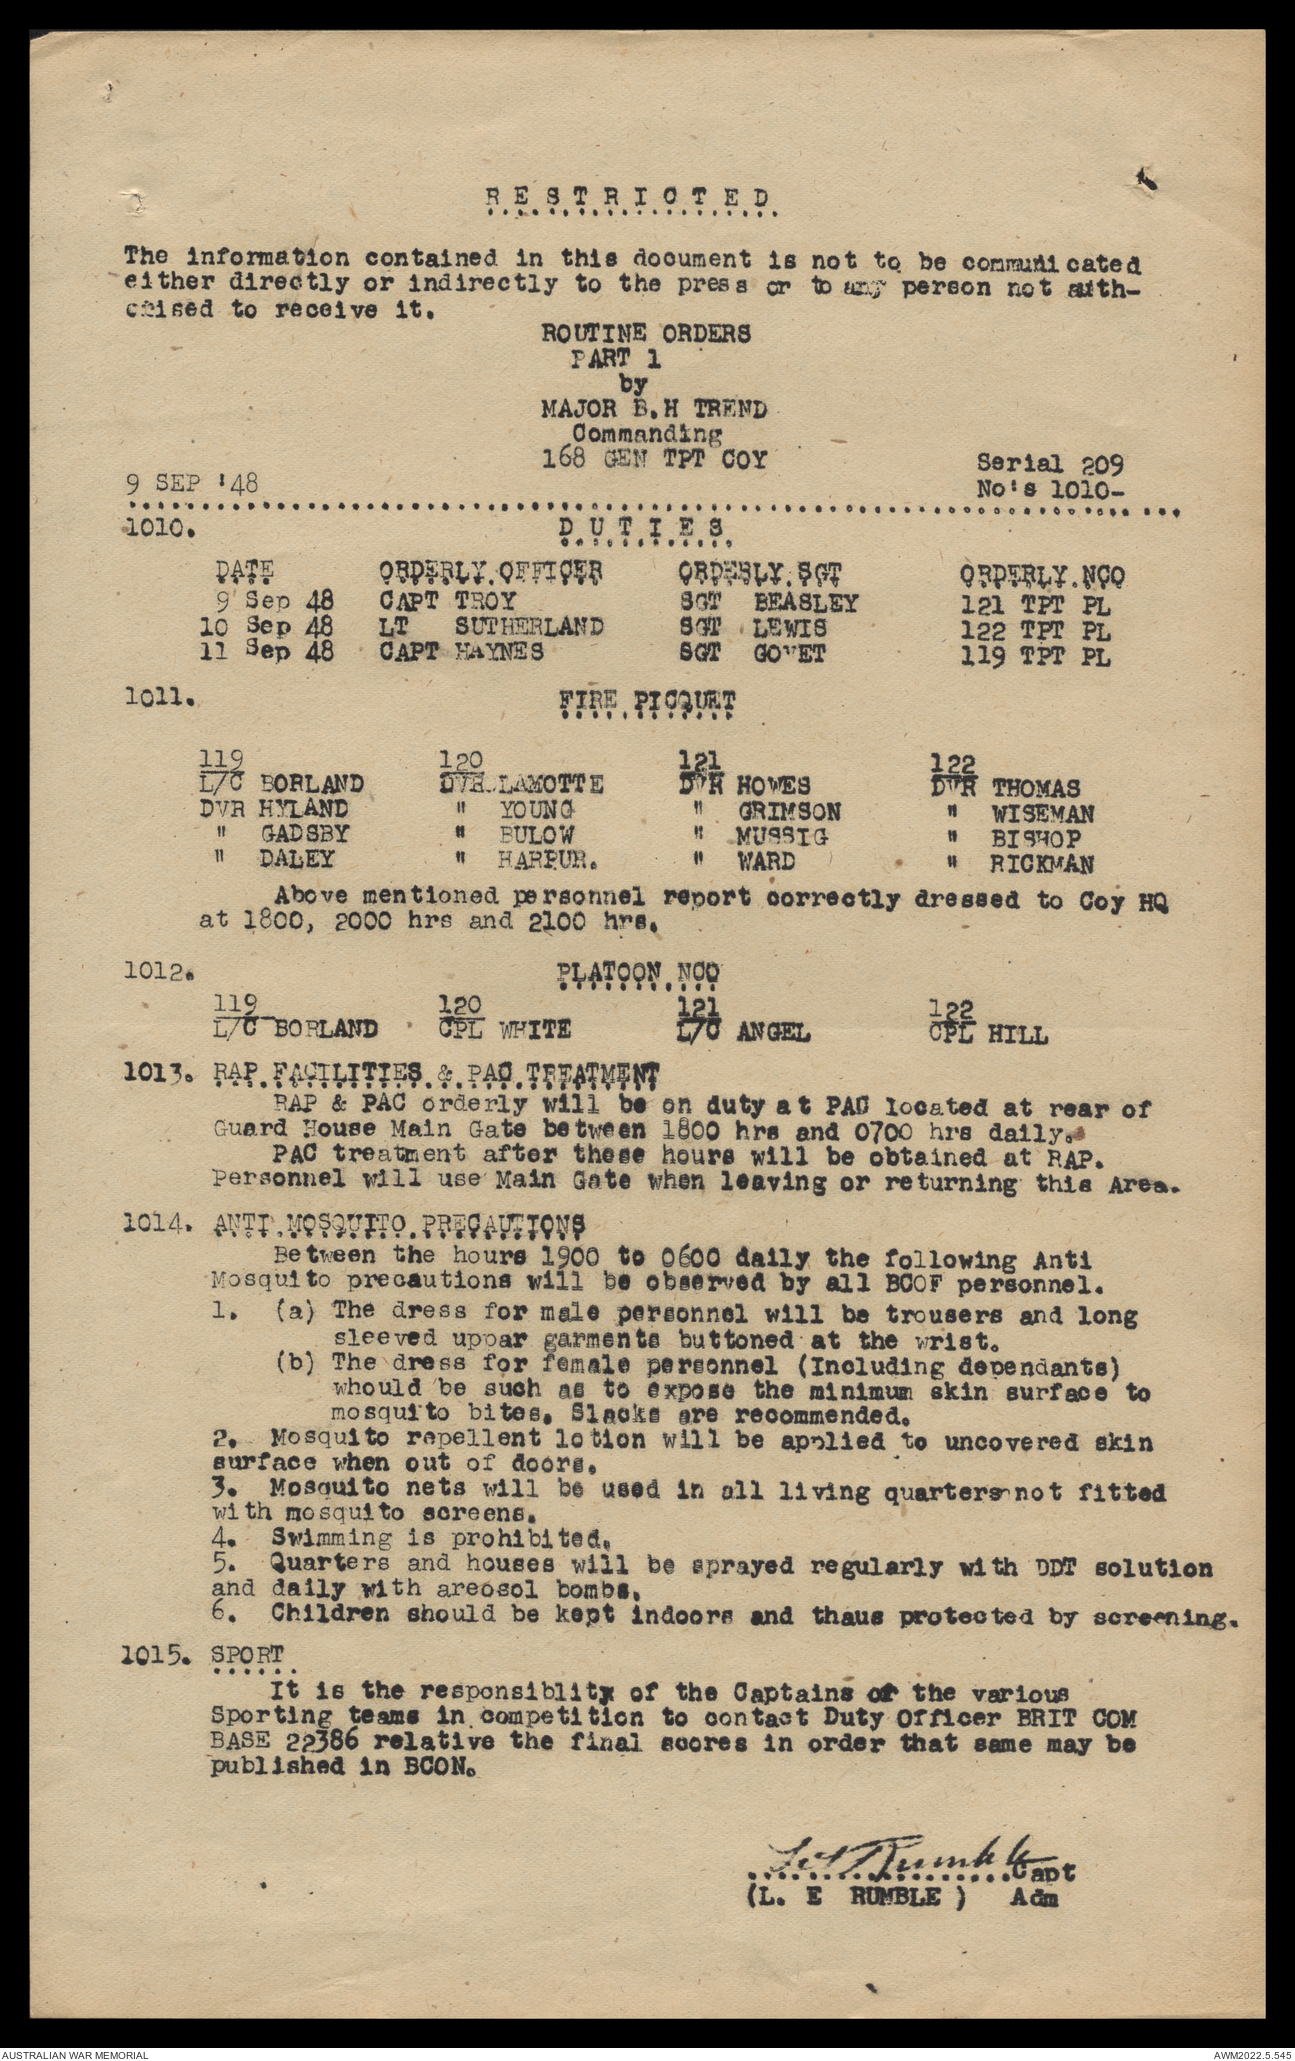 RESTRICTED
The information contained in this document is not to be communicated
either directly or indirectly to the press or to any person not auth-
orised to receive it.
ROUTINE ORDERS
PART 1
by
MAJOR B.H TREND
Commanding
168 GEN TPT COY
Serial 209
9 SEP '48
No's 1010-
1010. DUTIES
DATE ORDERLY OFFICER ORDERLY SGT ORDERLY NCO
9 Sep 48 CAPT TROY SGT BEASLEY 121 TPT PL
10 Sep 48 LT SUTHERLAND SGT LEWIS 122 TPT PL
11 Sep 48 CAPT HAYNES SGT GOVET 119 TPT PL
1011. FIRE PICQUET
119 120 121 122
L/C BORLAND DVR LAMOTTE DVR HOWES DVR THOMAS
DVR HYLAND " YOUNG " GRIMSON " WISEMAN
" GADSBY " BULOW " MUSSIG " BISHOP
" DALEY " HARPUR. " WARD " RICKMAN
Above mentioned personnel report correctly dressed to Coy HQ
at 1800, 2000 hrs and 2100 hrs.
1012. PLATOON NCO
119 120 121 122
L/C BORLAND CPL WHITE L/C ANGEL CPL HILL
1013. RAP FACILITIES & PAC TREATMENT
RAP & PAC orderly will be on duty at PAC located at rear of
Guard House Main Gate between 1800 hrs and 0700 hrs daily.
PAC treatment after these hours will be obtained at RAP.
Personnel will use Main Gate when leaving or returning this Area.
1014. ANTI MOSQUITO PRECAUTIONS
Between the hours 1900 to 0600 daily the following Anti
Mosquito precautions will be observed by all BCOF personnel.
1. (a) The dress for male personnel will be trousers and long
sleeved uppar garments buttoned at the wrist.
(b) The dress for female personnel (Including dependants)
whould be such as to expose the minimum skin surface to
mosquito bites. Slacks are recommended.
2. Mosquito repellent lotion will be applied to uncovered skin
surface when out of doors.
3. Mosquito nets will be used in all living quarters not fitted
with mosquito screens.
4. Swimming is prohibited.
5. Quarters and houses will be sprayed regularly with DDT solution
and daily with areosol bombs.
6. Children should be kept indoors and thaus protected by screening.
1015. SPORT
It is the responsiblity of the Captains of the various
Sporting teams in competition to contact Duty Officer BRIT COM
BASE 22386 relative the final scores in order that same may be
published in BCON.
LE Rumble Capt
(L. E RUMBLE ) Adm
AUSTRALIAN WAR MEMORIAL AWM2022.5.545